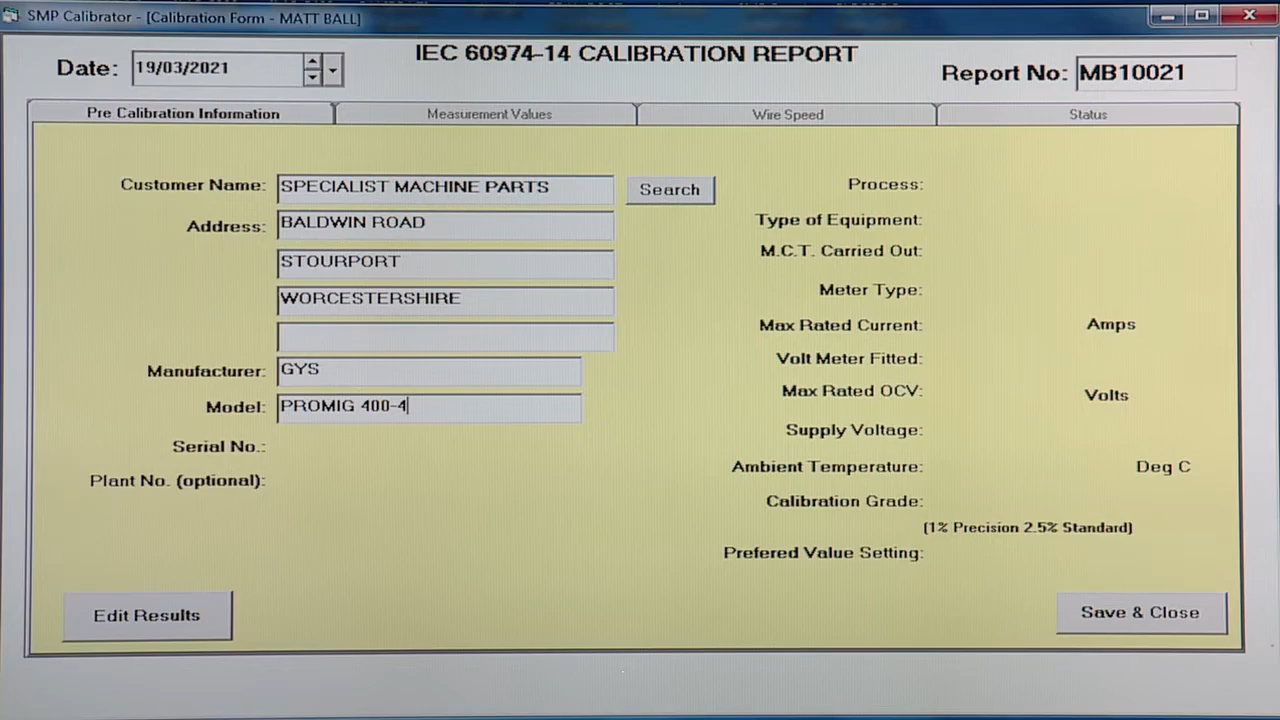 SMP Calibrator - [Calibration Form - MATT BALL]
IEC 60974-14 CALIBRATION REPORT
Date: 19/03/2021
Report No: MB10021
Pre Calibration Information
Measurement Values
Wire Speed
Status
Customer Name: SPECIALIST MACHINE PARTS
Search
Address: BALDWIN ROAD
STOURPORT
WORCESTERSHIRE
Manufacturer: GYS
Model: PROMIG 400-4
Serial No.:
Plant No. (optional):
Process:
Type of Equipment:
M.C.T. Carried Out:
Meter Type:
Max Rated Current: Amps
Volt Meter Fitted:
Max Rated OCV: Volts
Supply Voltage:
Ambient Temperature: Deg C
Calibration Grade:
(1% Precision 2.5% Standard)
Prefered Value Setting:
Edit Results
Save & Close